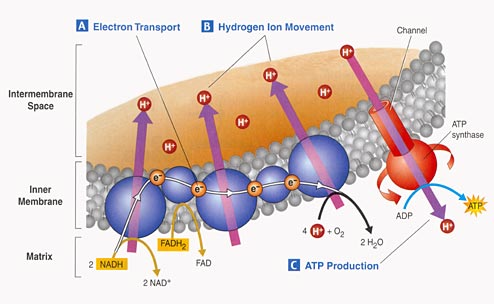 A Electron Transport
B Hydrogen Ion Movement
Channel
Intermembrane
Space
H+
H+
H+
H+
H+
H+
H+
ATP
synthase
Inner
Membrane
e-
e-
e-
e-
ADP
ATP
H+
Matrix
2 NADH
2 NAD+
FADH2
FAD
4 H+ + O2
2 H2O
C ATP Production